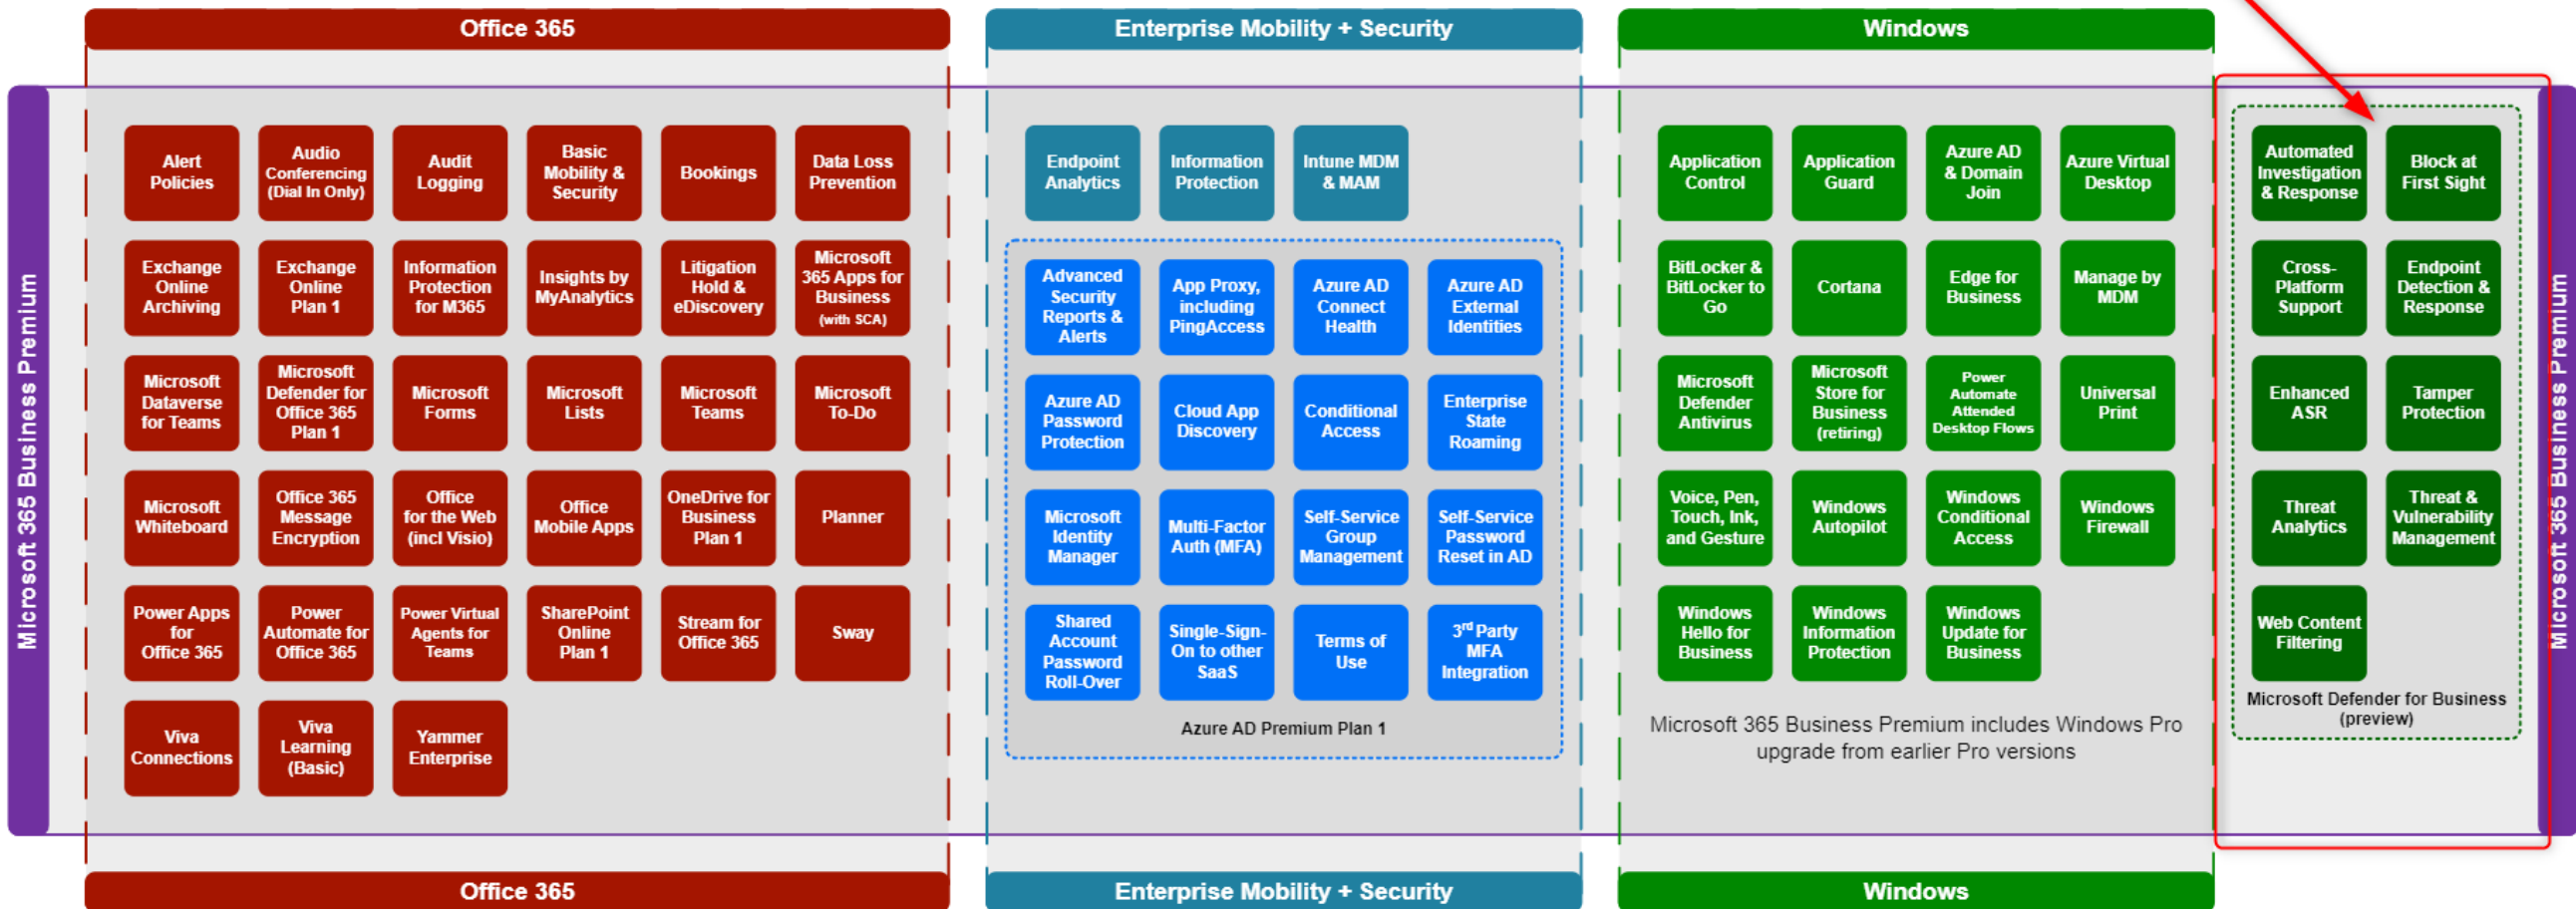 Office 365
Enterprise Mobility + Security
Windows
Microsoft 365 Business Premium
Alert
Policies
Audio
Conferencing
(Dial In Only)
Audit
Logging
Basic
Mobility &
Security
Bookings
Data Loss
Prevention
Exchange
Online
Archiving
Exchange
Online
Plan 1
Information
Protection
for M365
Insights by
MyAnalytics
Litigation
Hold &
eDiscovery
Microsoft
365 Apps for
Business
(with SCA)
Microsoft
Dataverse
for Teams
Microsoft
Defender for
Office 365
Plan 1
Microsoft
Forms
Microsoft
Lists
Microsoft
Teams
Microsoft
To-Do
Microsoft
Whiteboard
Office 365
Message
Encryption
Office
for the Web
(incl Visio)
Office
Mobile Apps
OneDrive for
Business
Plan 1
Planner
Power Apps
for
Office 365
Power
Automate for
Office 365
Power Virtual
Agents for
Teams
SharePoint
Online
Plan 1
Stream for
Office 365
Sway
Viva
Connections
Viva
Learning
(Basic)
Yammer
Enterprise
Endpoint
Analytics
Information
Protection
Intune MDM
& MAM
Advanced
Security
Reports &
Alerts
App Proxy,
including
PingAccess
Azure AD
Connect
Health
Azure AD
External
Identities
Azure AD
Password
Protection
Cloud App
Discovery
Conditional
Access
Enterprise
State
Roaming
Microsoft
Identity
Manager
Multi-Factor
Auth (MFA)
Self-Service
Group
Management
Self-Service
Password
Reset in AD
Shared
Account
Password
Roll-Over
Single-Sign-
On to other
SaaS
Terms of
Use
3rd Party
MFA
Integration
Azure AD Premium Plan 1
Application
Control
Application
Guard
Azure AD
& Domain
Join
Azure Virtual
Desktop
BitLocker &
BitLocker to
Go
Cortana
Edge for
Business
Manage by
MDM
Microsoft
Defender
Antivirus
Microsoft
Store for
Business
(retiring)
Power
Automate
Attended
Desktop Flows
Universal
Print
Voice, Pen,
Touch, Ink,
and Gesture
Windows
Autopilot
Windows
Conditional
Access
Windows
Firewall
Windows
Hello for
Business
Windows
Information
Protection
Windows
Update for
Business
Microsoft 365 Business Premium includes Windows Pro
upgrade from earlier Pro versions
Automated
Investigation
& Response
Block at
First Sight
Cross-
Platform
Support
Endpoint
Detection &
Response
Enhanced
ASR
Tamper
Protection
Threat
Analytics
Threat &
Vulnerability
Management
Web Content
Filtering
Microsoft Defender for Business
(preview)
Microsoft 365 Business Premium
Office 365
Enterprise Mobility + Security
Windows